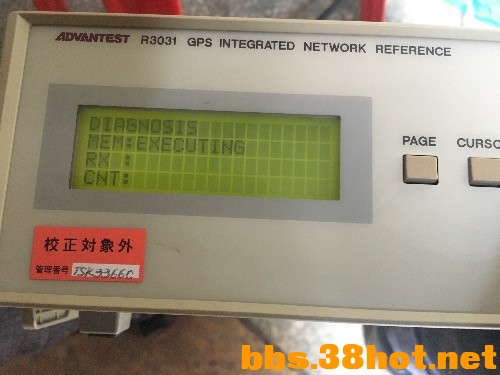 ADVANTEST R3031 GPS INTEGRATED NETWORK REFERENCE
DIAGNOSIS
MEM:EXECUTING
RX :
CNT:
PAGE
CURSO
校正対象外
管理番号 TSK33660
bbs.38hot.net